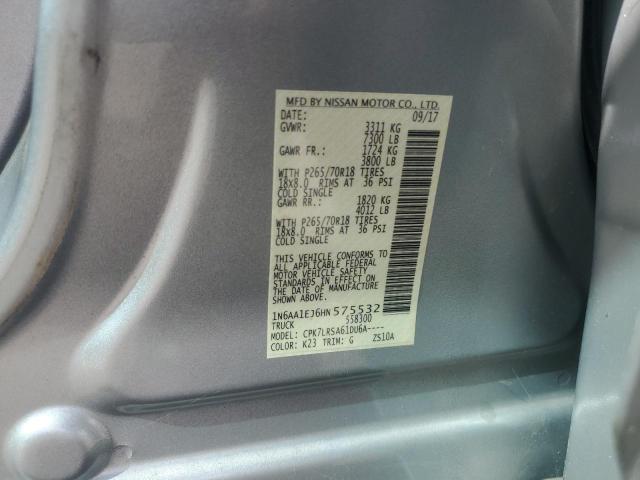 MFD BY NISSAN MOTOR CO., LTD.
DATE: 09/17
GVWR: 3311 KG
7300 LB
GAWR FR.: 1724 KG
3800 LB
WITH P265/70R18 TIRES
18x8.0 RIMS AT 36 PSI
COLD SINGLE
GAWR RR.: 1820 KG
4012 LB
WITH P265/70R18 TIRES
18x8.0 RIMS AT 36 PSI
COLD SINGLE
THIS VEHICLE CONFORMS TO
ALL APPLICABLE FEDERAL
MOTOR VEHICLE SAFETY
STANDARDS IN EFFECT ON
THE DATE OF MANUFACTURE
SHOWN ABOVE.
1N6AA1EJ6HN575532
TRUCK 558300
MODEL: CPK7LRSA61DU6A----
COLOR: K23 TRIM: G ZS10A